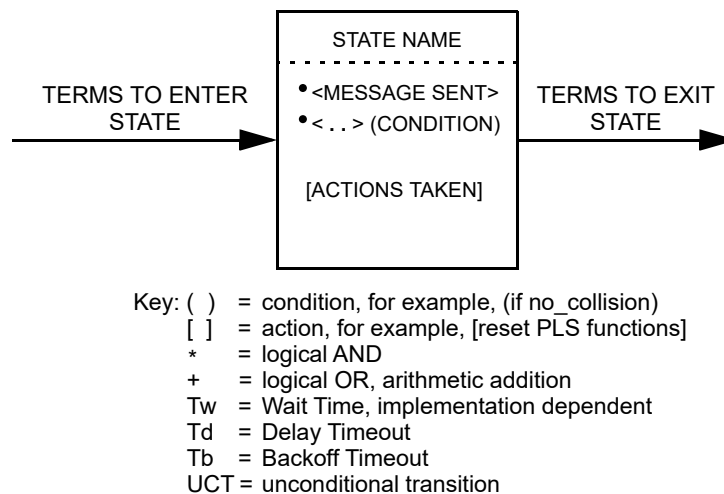 STATE NAME
TERMS TO ENTER
STATE
• <MESSAGE SENT>
• < . . > (CONDITION)
[ACTIONS TAKEN]
TERMS TO EXIT
STATE
Key: ( ) = condition, for example, (if no_collision)
[ ] = action, for example, [reset PLS functions]
* = logical AND
+ = logical OR, arithmetic addition
Tw = Wait Time, implementation dependent
Td = Delay Timeout
Tb = Backoff Timeout
UCT = unconditional transition